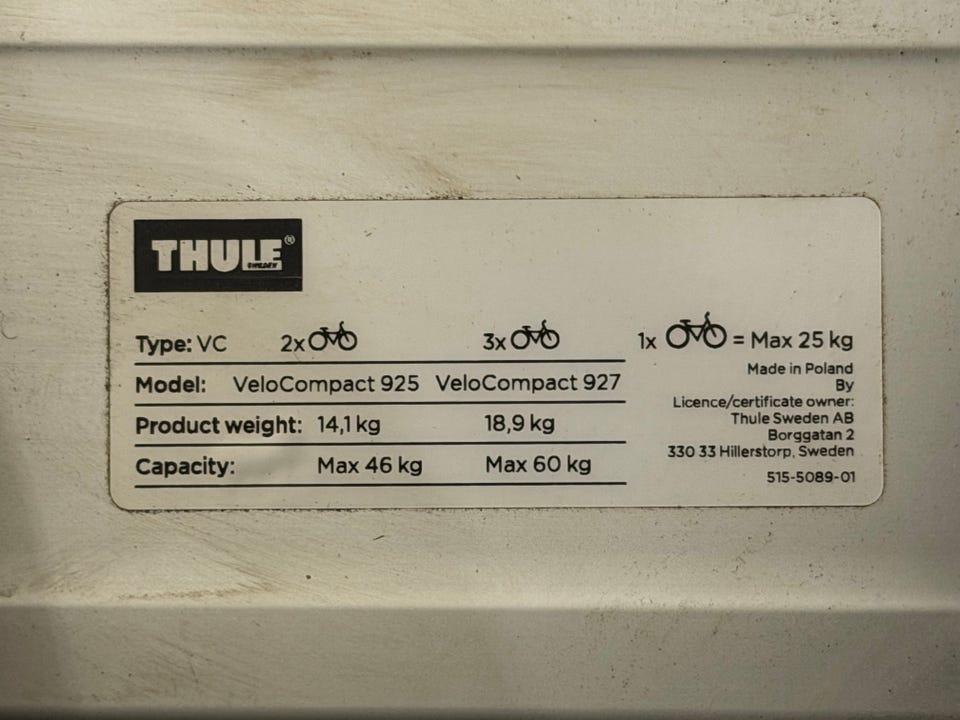 THULE®
SWEDEN
Type: VC 2x 3x 1x = Max 25 kg
Model: VeloCompact 925 VeloCompact 927
Product weight: 14,1 kg 18,9 kg
Capacity: Max 46 kg Max 60 kg
Made in Poland
By
Licence/certificate owner:
Thule Sweden AB
Borggatan 2
330 33 Hillerstorp, Sweden
515-5089-01